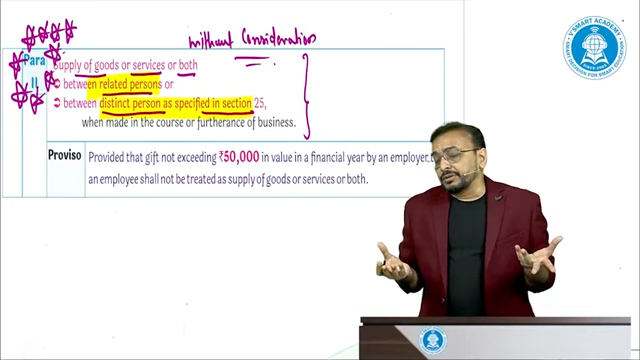 without Consideration
V SMART ACADEMY
Para
II
Supply of goods or services or both
➲ between related persons or
➲ between distinct person as specified in section 25,
when made in the course or furtherance of business.
Proviso
Provided that gift not exceeding ₹50,000 in value in a financial year by an employer
an employee shall not be treated as supply of goods or services or both.